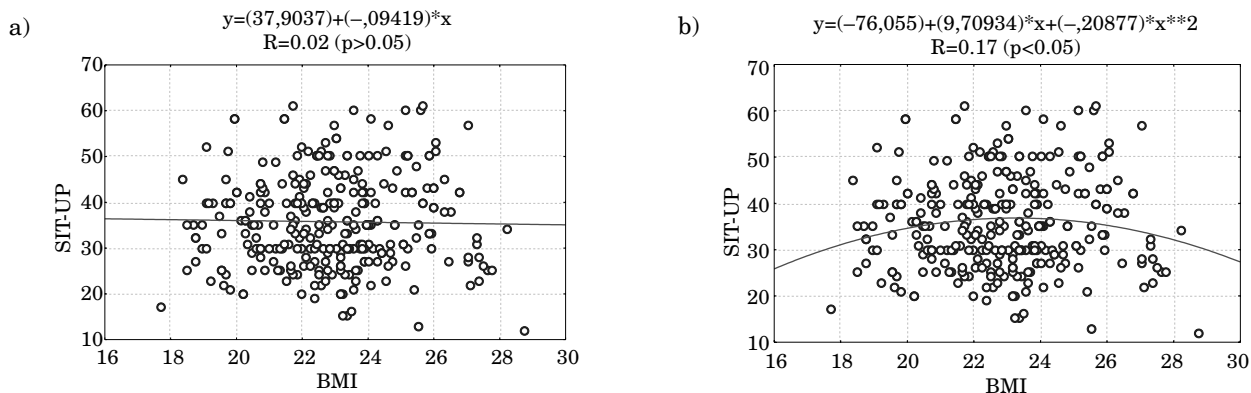 a)
y=(37,9037)+(-,09419)*x
R=0.02 (p>0.05)
SIT-UP
70
60
50
40
30
20
10
16 18 20 22 24 26 28 30
BMI
b)
y=(−76,055)+(9,70934)*x+(-,20877)*x**2
R=0.17 (p<0.05)
SIT-UP
70
60
50
40
30
20
10
16 18 20 22 24 26 28 30
BMI